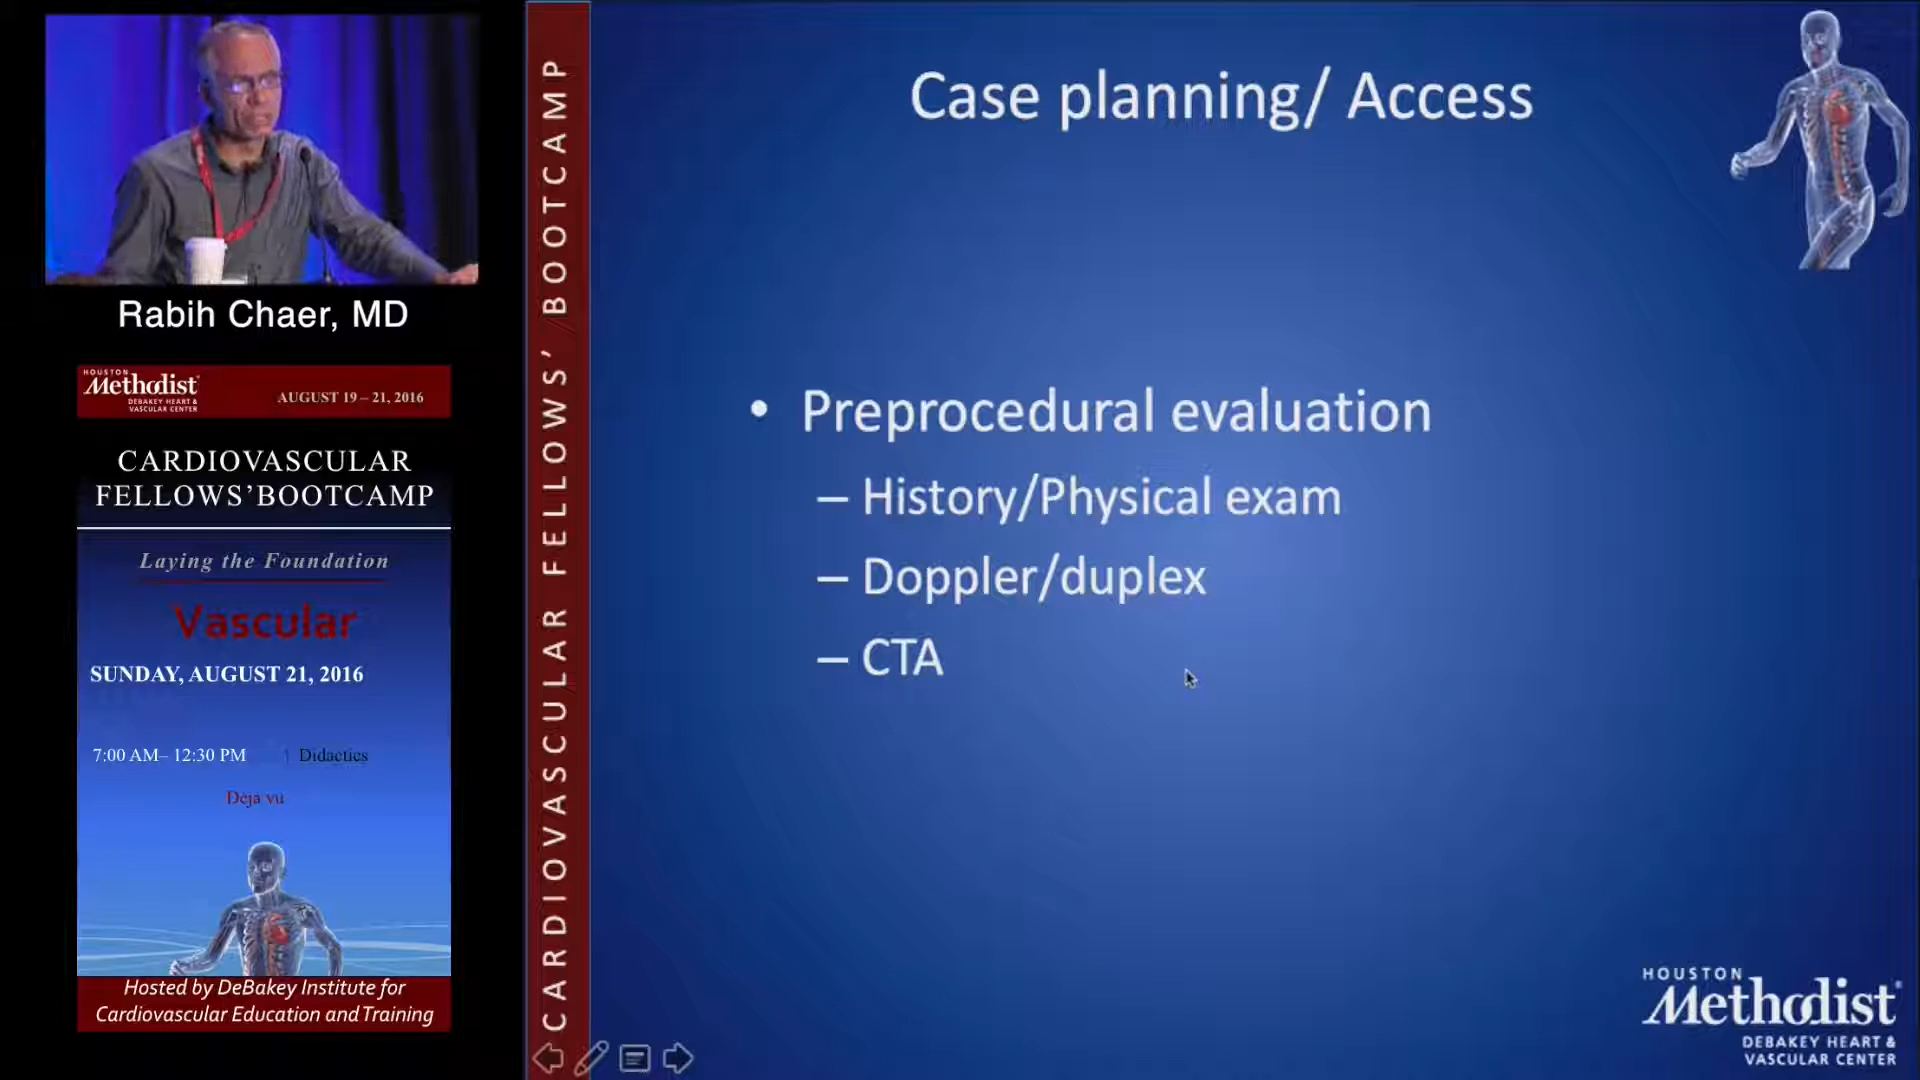 Rabih Chaer, MD
HOUSTON
Methodist
DEBAKEY HEART &
VASCULAR CENTER
AUGUST 19 – 21, 2016
CARDIOVASCULAR
FELLOWS’BOOTCAMP
Laying the Foundation
Vascular
SUNDAY, AUGUST 21, 2016
7:00 AM– 12:30 PM | Didactics
Déjà vu
Hosted by DeBakey Institute for
Cardiovascular Education and Training
CARDIOVASCULAR FELLOWS’ BOOTCAMP
Case planning/ Access
• Preprocedural evaluation
– History/Physical exam
– Doppler/duplex
– CTA
HOUSTON
Methodist
DEBAKEY HEART &
VASCULAR CENTER